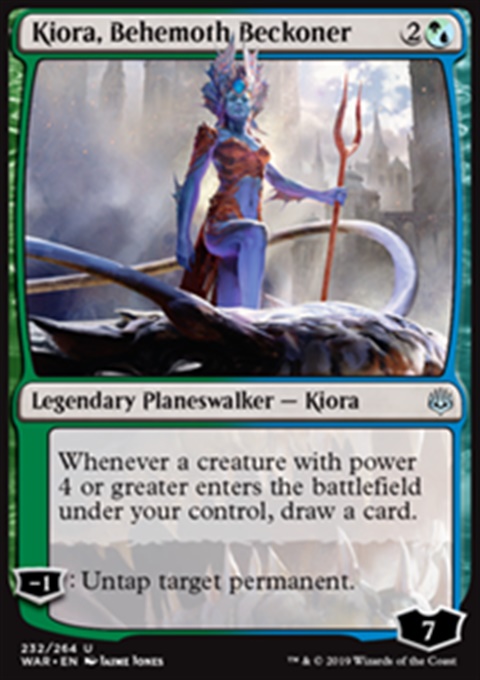 Kiora, Behemoth Beckoner 2
Legendary Planeswalker — Kiora
Whenever a creature with power
4 or greater enters the battlefield
under your control, draw a card.
-1 : Untap target permanent.
7
232/264 U
WAR • EN Jaime Jones
™ & © 2019 Wizards of the Coast